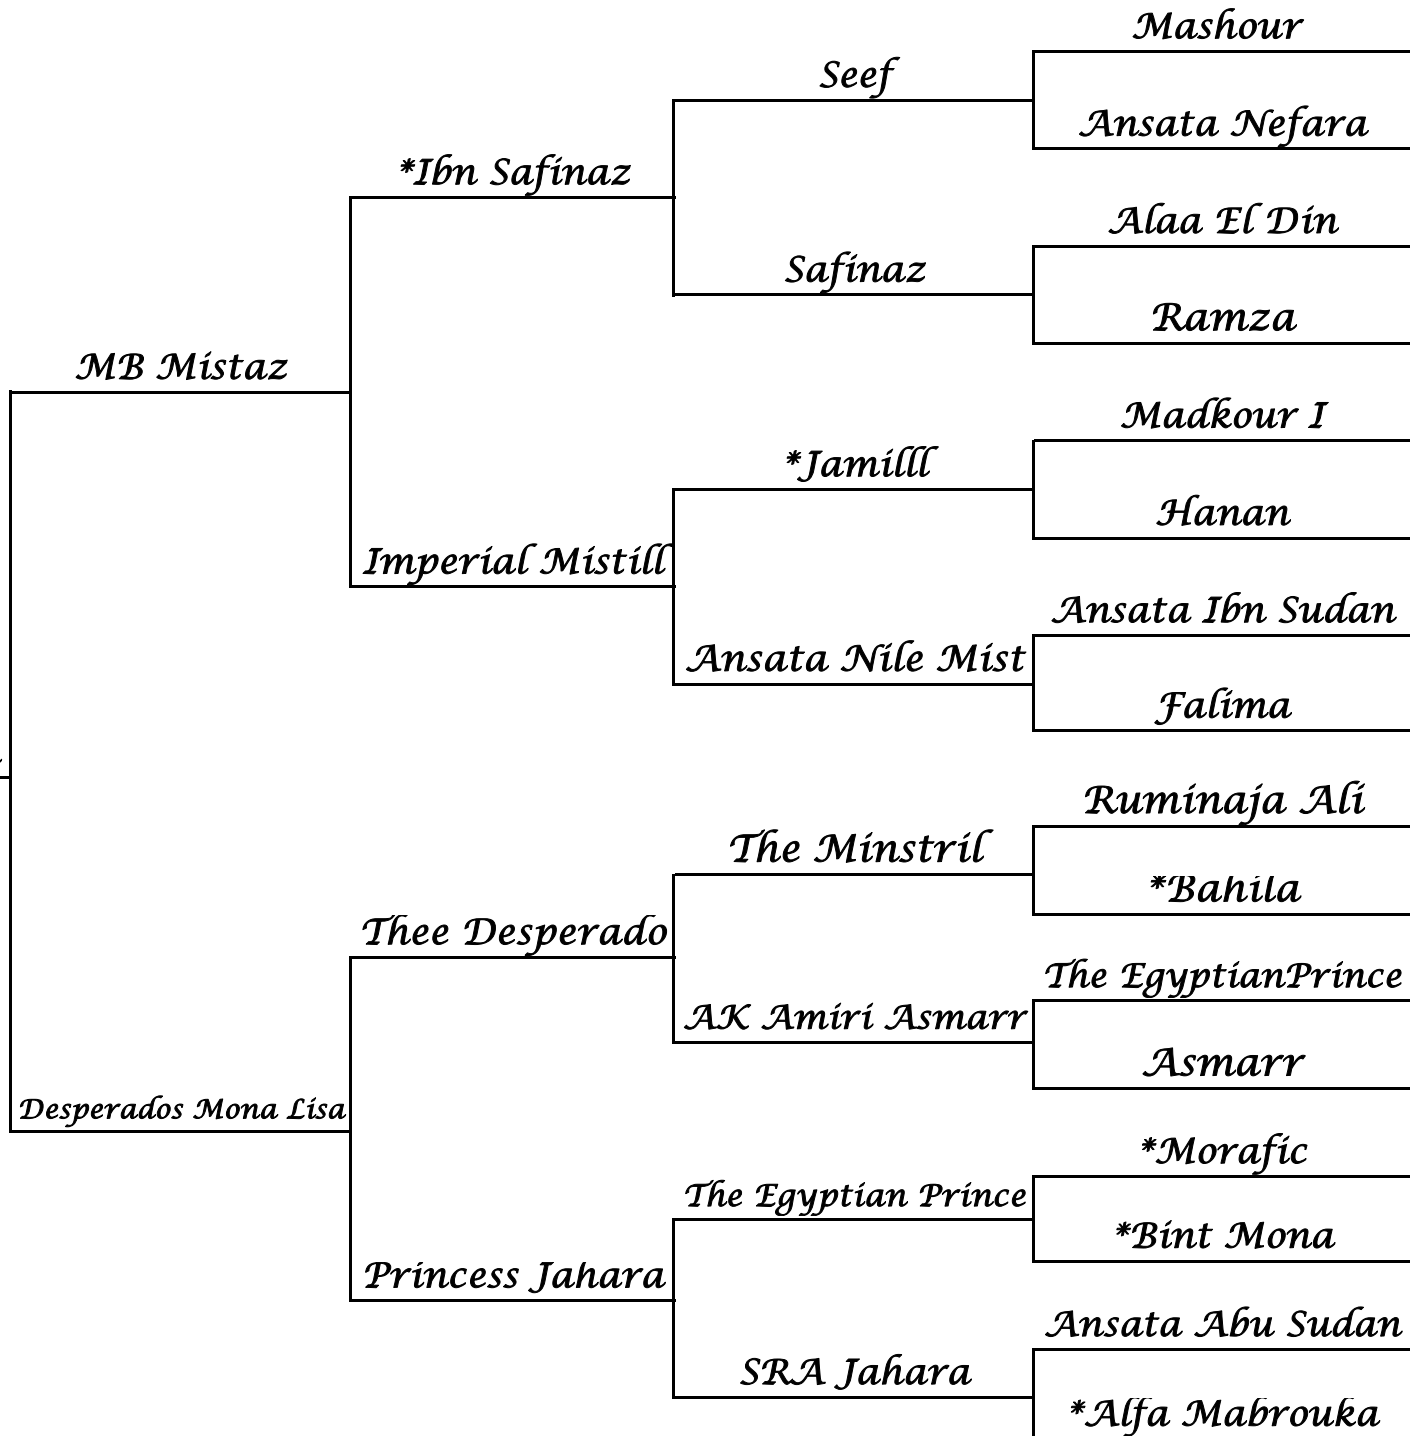 Mashour
Seef
Ansata Nefara
*Ibn Safinaz
Alaa El Din
Safinaz
Ramza
MB Mistaz
Madkour I
*Jamilll
Hanan
Imperial Mistill
Ansata Ibn Sudan
Ansata Nile Mist
Falima
Ruminaja Ali
The Minstril
*Bahila
Thee Desperado
The EgyptianPrince
AK Amiri Asmarr
Asmarr
Desperados Mona Lisa
*Morafic
The Egyptian Prince
*Bint Mona
Princess Jahara
Ansata Abu Sudan
SRA Jahara
*Alfa Mabrouka